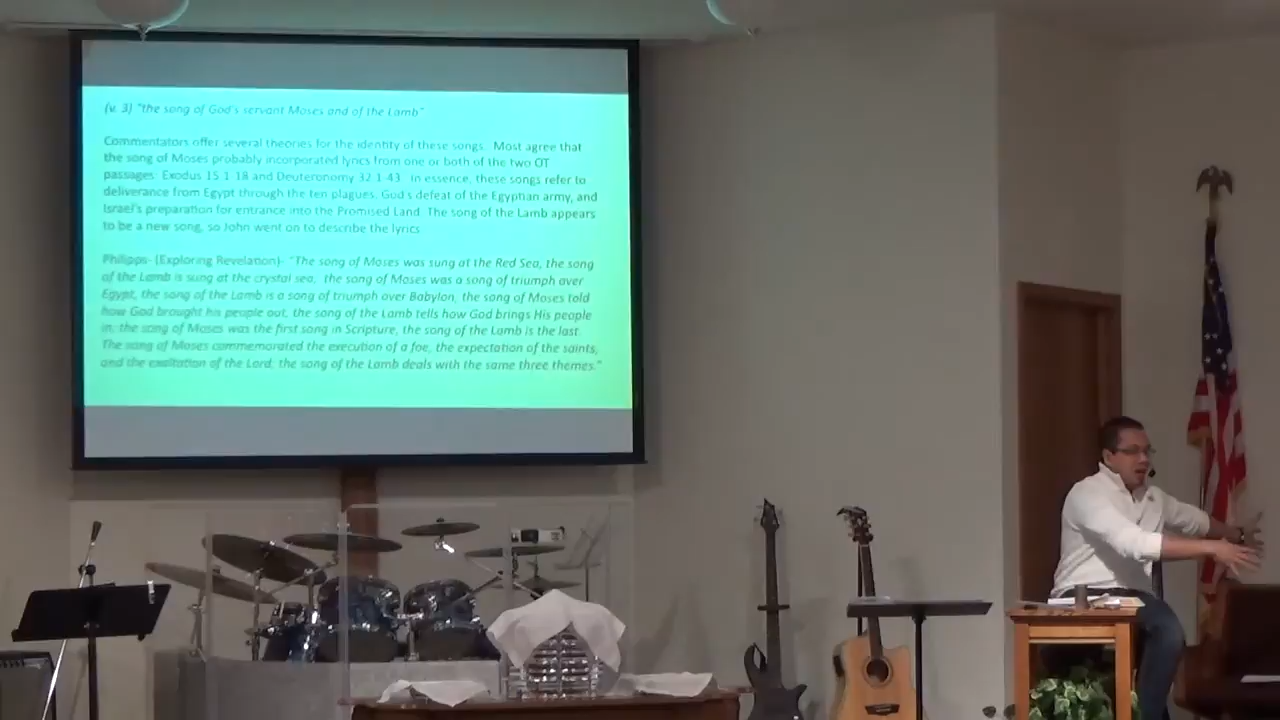 (v. 3) "the song of God's servant Moses and of the Lamb"
Commentators offer several theories for the identity of these songs. Most agree that
the song of Moses probably incorporated lyrics from one or both of the two OT
passages: Exodus 15:1-18 and Deuteronomy 32:1-43. In essence, these songs refer to
deliverance from Egypt through the ten plagues, God's defeat of the Egyptian army, and
Israel's preparation for entrance into the Promised Land. The song of the Lamb appears
to be a new song, so John went on to describe the lyrics.
Philipps- (Exploring Revelation)- "The song of Moses was sung at the Red Sea, the song
of the Lamb is sung at the crystal sea, the song of Moses was a song of triumph over
Egypt, the song of the Lamb is a song of triumph over Babylon, the song of Moses told
how God brought his people out, the song of the Lamb tells how God brings His people
in; the song of Moses was the first song in Scripture, the song of the Lamb is the last.
The song of Moses commemorated the execution of a foe, the expectation of the saints,
and the exaltation of the Lord; the song of the Lamb deals with the same three themes."